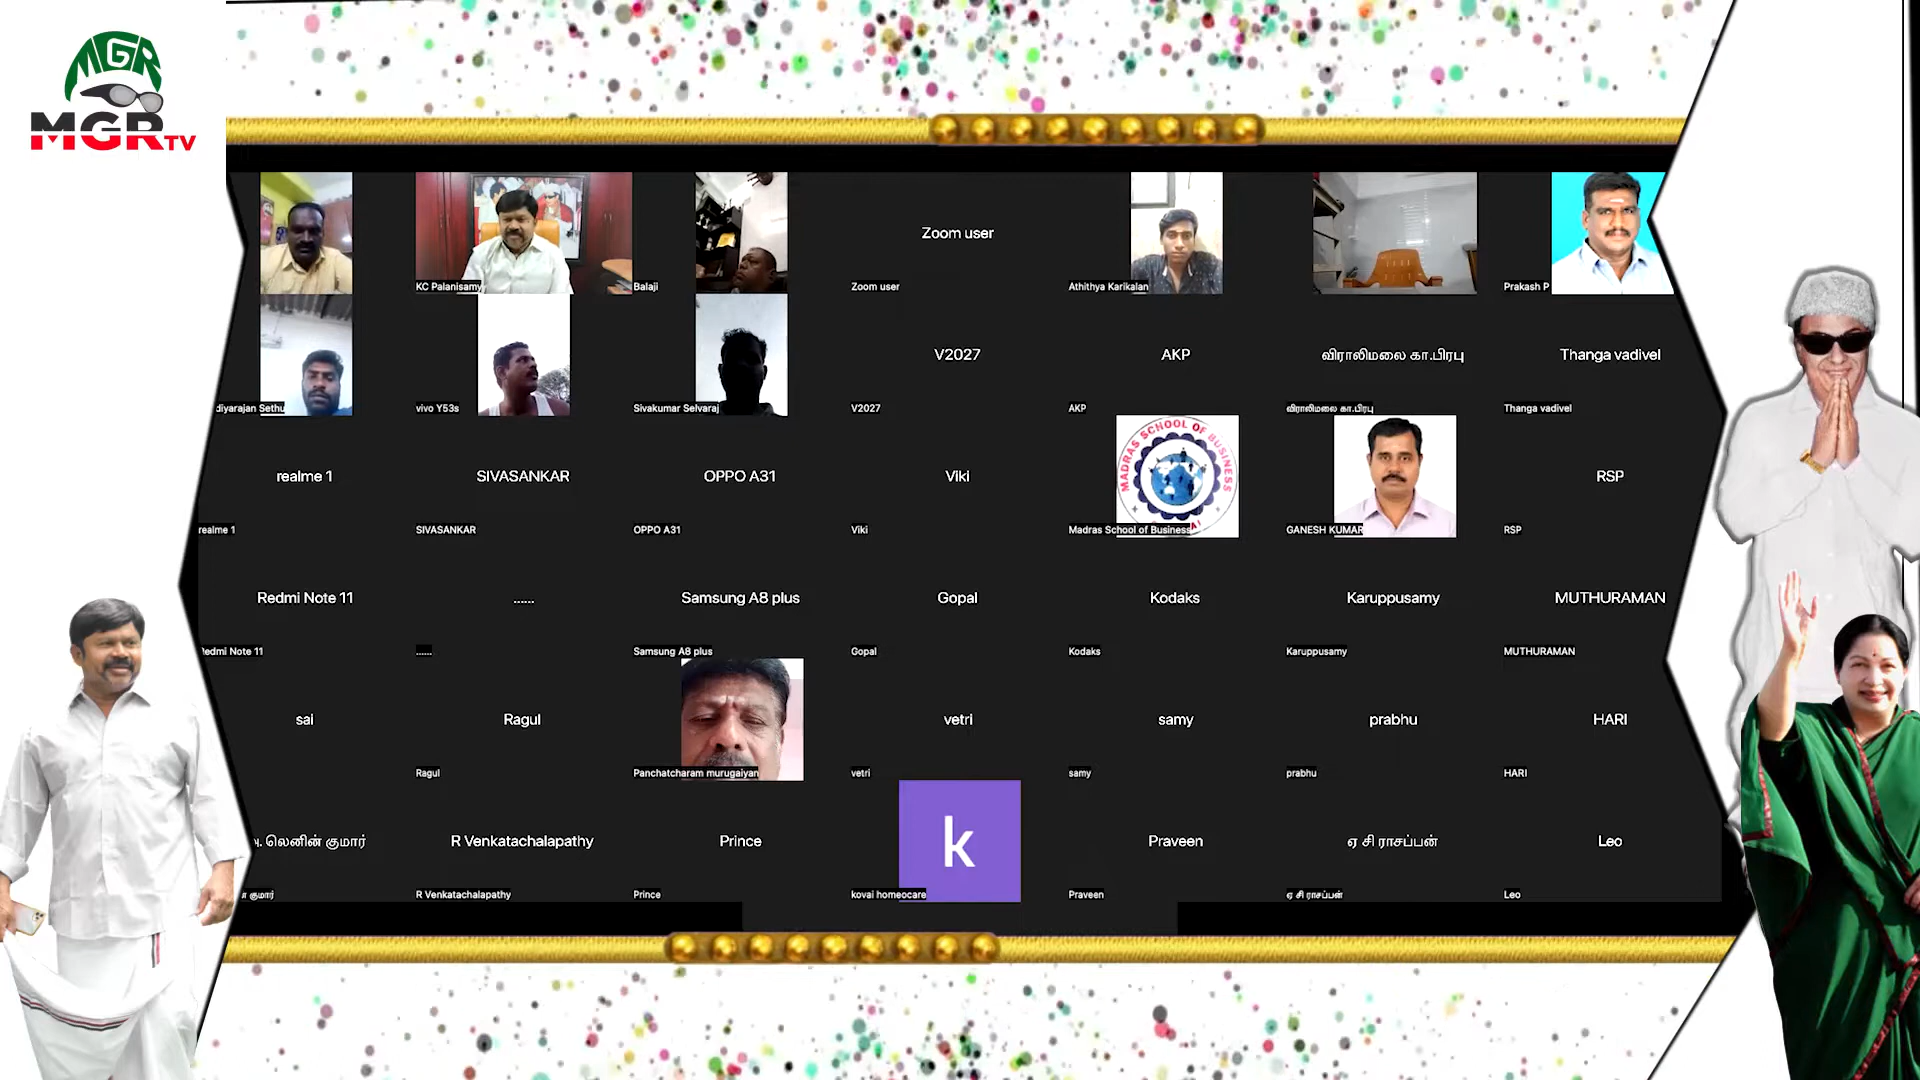 MGR
MGRTV
KC Palanisamy
Balaji
Zoom user
Zoom user
Athithya Karikalan
Prakash P
diyarajan Sethu
vivo Y53s
Sivakumar Selvaraj
V2027
V2027
AKP
AKP
விராலிமலை கா.பிரபு
விராலிமலை கா.பிரபு
Thanga vadivel
Thanga vadivel
realme 1
realme 1
SIVASANKAR
SIVASANKAR
OPPO A31
OPPO A31
Viki
Viki
MADRAS SCHOOL OF BUSINESS
Madras School of Business
GANESH KUMAR
RSP
RSP
Redmi Note 11
Redmi Note 11
......
......
Samsung A8 plus
Samsung A8 plus
Gopal
Gopal
Kodaks
Kodaks
Karuppusamy
Karuppusamy
MUTHURAMAN
MUTHURAMAN
sai
Ragul
Ragul
Panchatcharam murugaiyan
vetri
vetri
samy
samy
prabhu
prabhu
HARI
HARI
லெனின் குமார்
குமார்
R Venkatachalapathy
R Venkatachalapathy
Prince
Prince
k
kovai homeocare
Praveen
Praveen
ஏ சி ராசப்பன்
ஏ சி ராசப்பன்
Leo
Leo